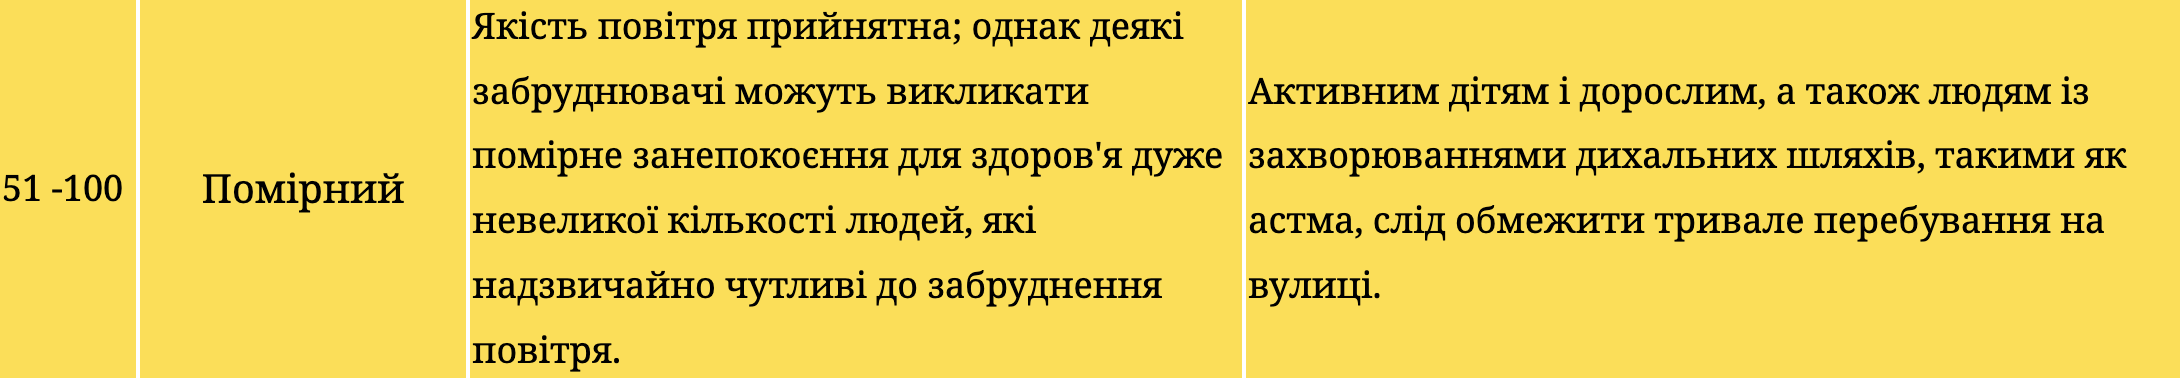 51 -100
Помірний
Якість повітря прийнятна; однак деякі
забруднювачі можуть викликати
помірне занепокоєння для здоров'я дуже
невеликої кількості людей, які
надзвичайно чутливі до забруднення
повітря.
Активним дітям і дорослим, а також людям із
захворюваннями дихальних шляхів, такими як
астма, слід обмежити тривале перебування на
вулиці.